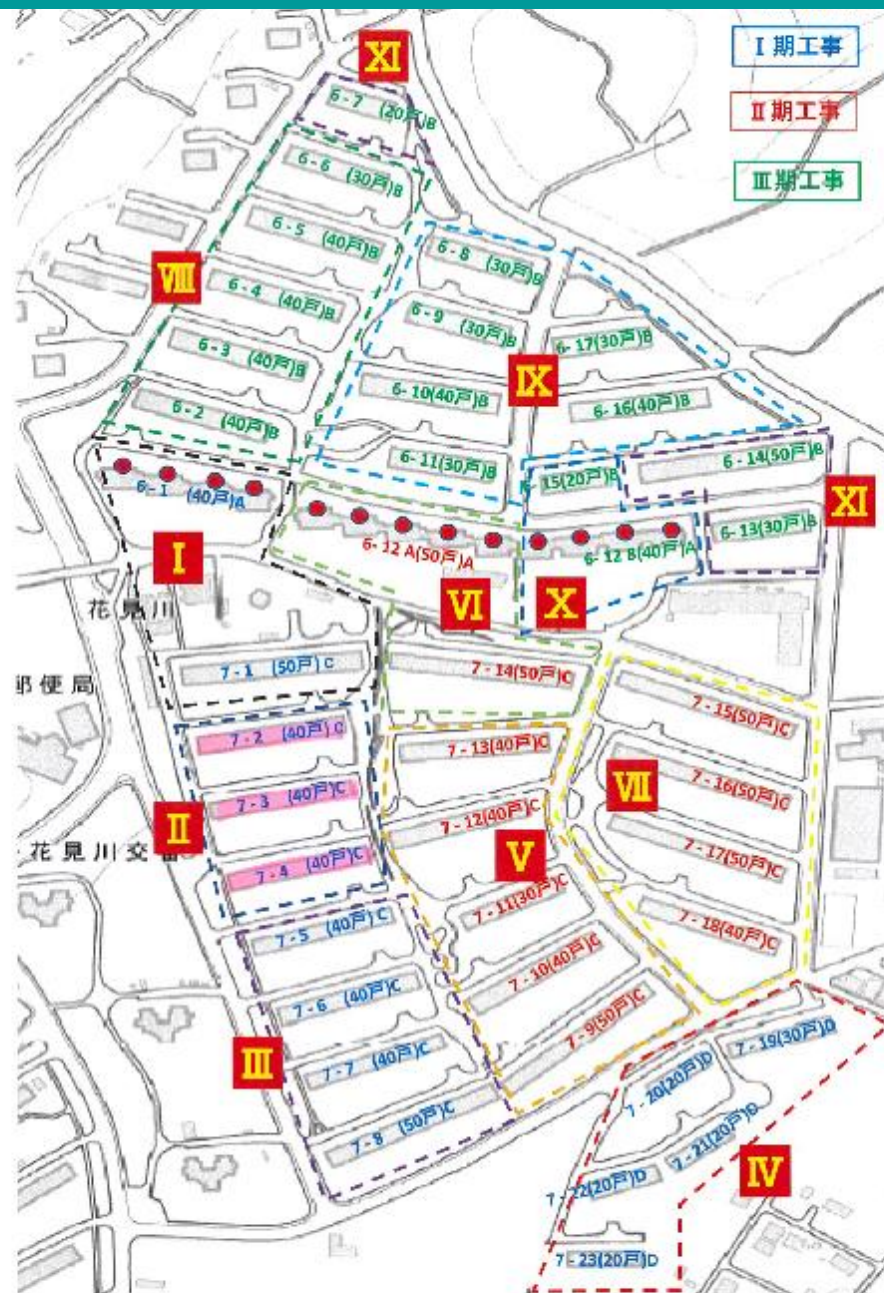 I 期工事
II 期工事
III 期工事
XI
6 - 7 (20戸)B
6 - 6 (30戸)B
6 - 5 (40戸)B
VIII
6 - 4 (40戸)B
6 - 3 (40戸)B
6 - 2 (40戸)B
6 - 8 (30戸)B
6 - 9 (30戸)B
6 - 17(30戸)B
IX
6 - 10(40戸)B
6 - 16(40戸)B
6 - 11(30戸)B
15(20戸)B
6 - 14(50戸)B
XI
6 - 13(30戸)B
6 - 1 (40戸)A
6 - 12 A(50戸)A
6 - 12 B(40戸)A
I
VI
X
花見川
7 - 1 (50戸) C
7 - 14(50戸)C
郵便局
7 - 2 (40戸) C
7 - 13(40戸)C
7 - 15(50戸)C
7 - 3 (40戸)C
7 - 16(50戸)C
VII
II
7 - 12(40戸)C
花見川交番
7 - 4 (40戸)C
V
7 - 17(50戸)C
7 - 11(30戸)C
7 - 18(40戸)C
7 - 5 (40戸) C
7 - 10(40戸)C
7 - 6 (40戸)C
7 - 9(50戸)C
III
7 - 7 (40戸)C
7 - 8 (50戸)C
7 - 19(30戸)D
7 - 20(20戸)D
7 - 21(20戸)D
IV
7 - 22(20戸)D
7 - 23(20戸)D